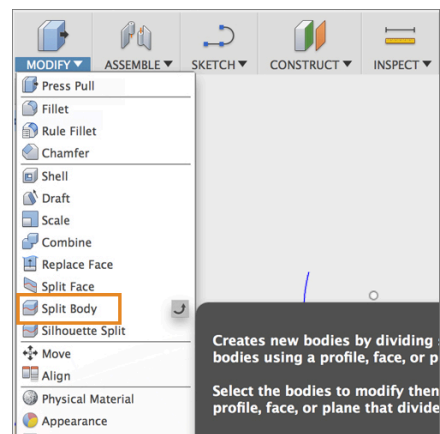 MODIFY▼ ASSEMBLE▼ SKETCH▼ CONSTRUCT▼ INSPECT▼
Press Pull
Fillet
Rule Fillet
Chamfer
Shell
Draft
Scale
Combine
Replace Face
Split Face
Split Body
Silhouette Split
Move
Align
Physical Material
Appearance
Creates new bodies by dividing
bodies using a profile, face, or p
Select the bodies to modify then
profile, face, or plane that divide